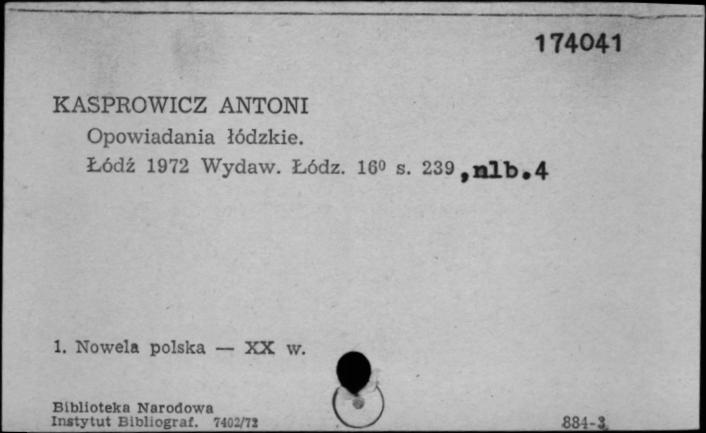 174041
KASPROWICZ ANTONI
Opowiadania łódzkie.
Łódź 1972 Wydaw. Łódz. 16⁰ s. 239, nlb. 4
1. Nowela polska — XX w.
Biblioteka Narodowa
Instytut Bibliograf. 7402/72
884-3